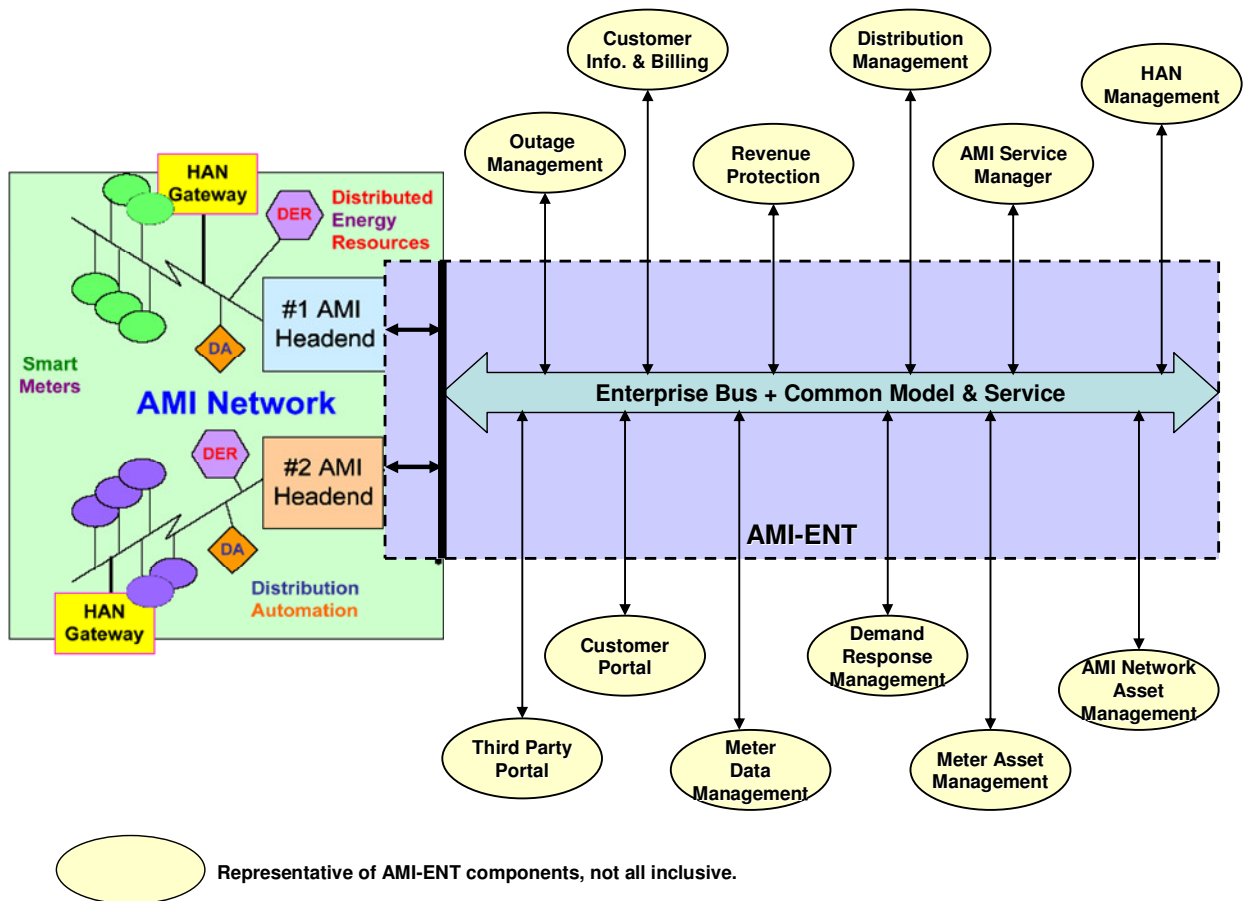 Customer
Info. & Billing
Distribution
Management
HAN
Management
Outage
Management
Revenue
Protection
AMI Service
Manager
HAN
Gateway
DER
Distributed
Energy
Resources
#1 AMI
Headend
DA
Smart
Meters
AMI Network
Enterprise Bus + Common Model & Service
DER
#2 AMI
Headend
DA
AMI-ENT
Distribution
Automation
HAN
Gateway
Customer
Portal
Demand
Response
Management
AMI Network
Asset
Management
Third Party
Portal
Meter
Data
Management
Meter Asset
Management
Representative of AMI-ENT components, not all inclusive.